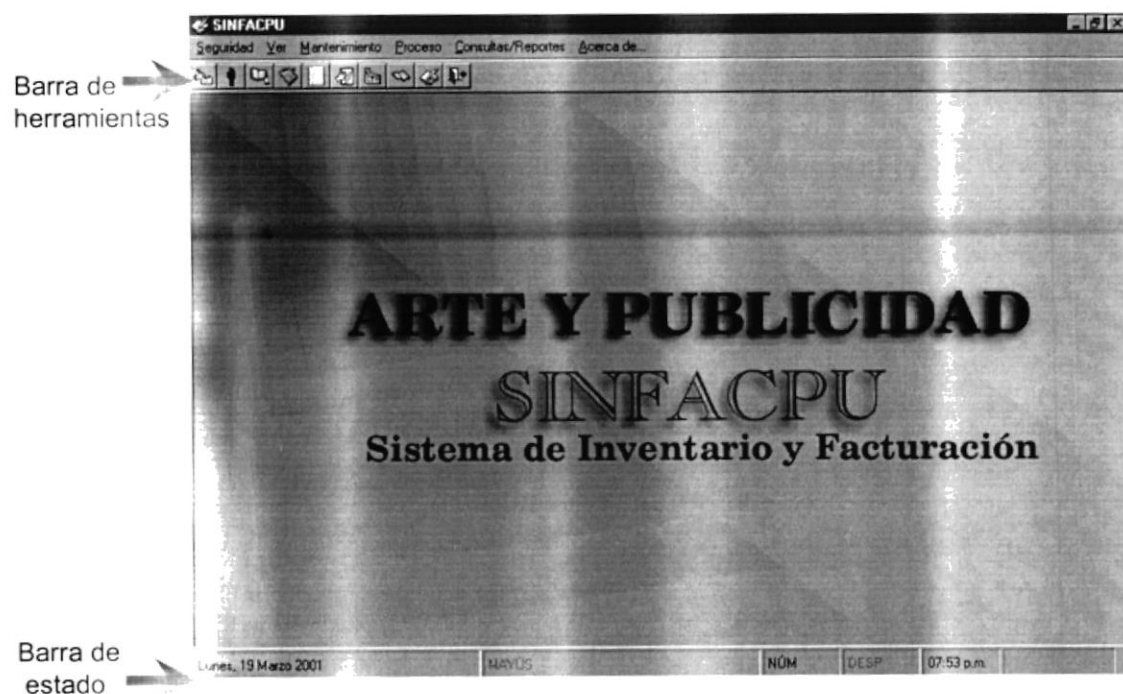 SINFACPU
Seguridad Ver Mantenimiento Proceso Consultas/Reportes Acerca de...
Barra de
herramientas
ARTE Y PUBLICIDAD
SINFACPU
Sistema de Inventario y Facturación
Barra de
estado
Lunes, 19 Marzo 2001 MAYÚS NÚM DESP 07:53 p.m.